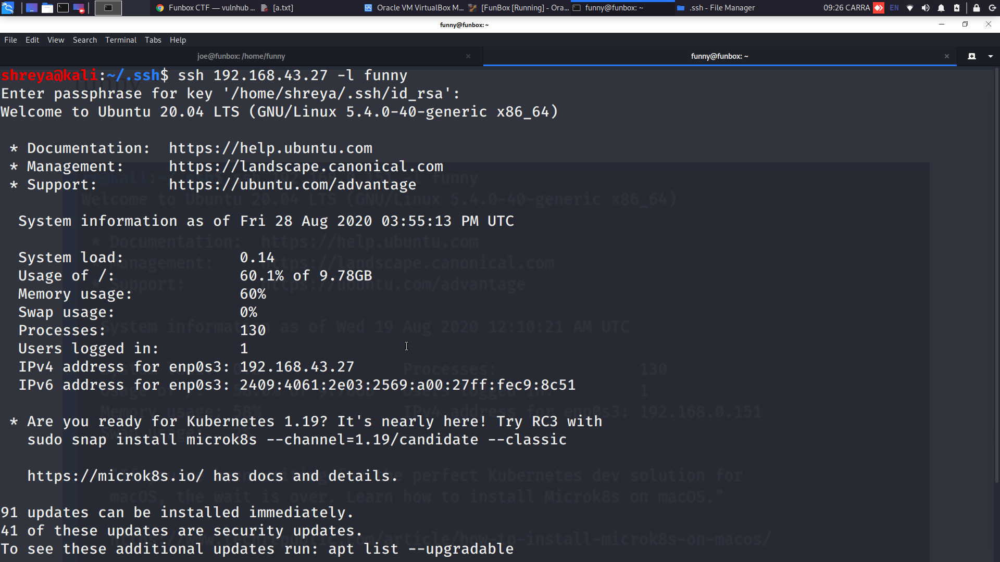 Funbox CTF — vulnhub ...
[a.txt]
Oracle VM VirtualBox M...
[FunBox [Running] - Ora...
funny@funbox: ~
.ssh - File Manager
09:26 CARRA
EN
funny@funbox: ~
File Edit View Search Terminal Tabs Help
joe@funbox: /home/funny
funny@funbox: ~
shreya@kali:~/.ssh$ ssh 192.168.43.27 -l funny
Enter passphrase for key '/home/shreya/.ssh/id_rsa':
Welcome to Ubuntu 20.04 LTS (GNU/Linux 5.4.0-40-generic x86_64)
* Documentation: https://help.ubuntu.com
* Management: https://landscape.canonical.com
* Support: https://ubuntu.com/advantage
System information as of Fri 28 Aug 2020 03:55:13 PM UTC
System load: 0.14
Usage of /: 60.1% of 9.78GB
Memory usage: 60%
Swap usage: 0%
Processes: 130
Users logged in: 1
IPv4 address for enp0s3: 192.168.43.27
IPv6 address for enp0s3: 2409:4061:2e03:2569:a00:27ff:fec9:8c51
* Are you ready for Kubernetes 1.19? It's nearly here! Try RC3 with
sudo snap install microk8s --channel=1.19/candidate --classic
https://microk8s.io/ has docs and details.
91 updates can be installed immediately.
41 of these updates are security updates.
To see these additional updates run: apt list --upgradable